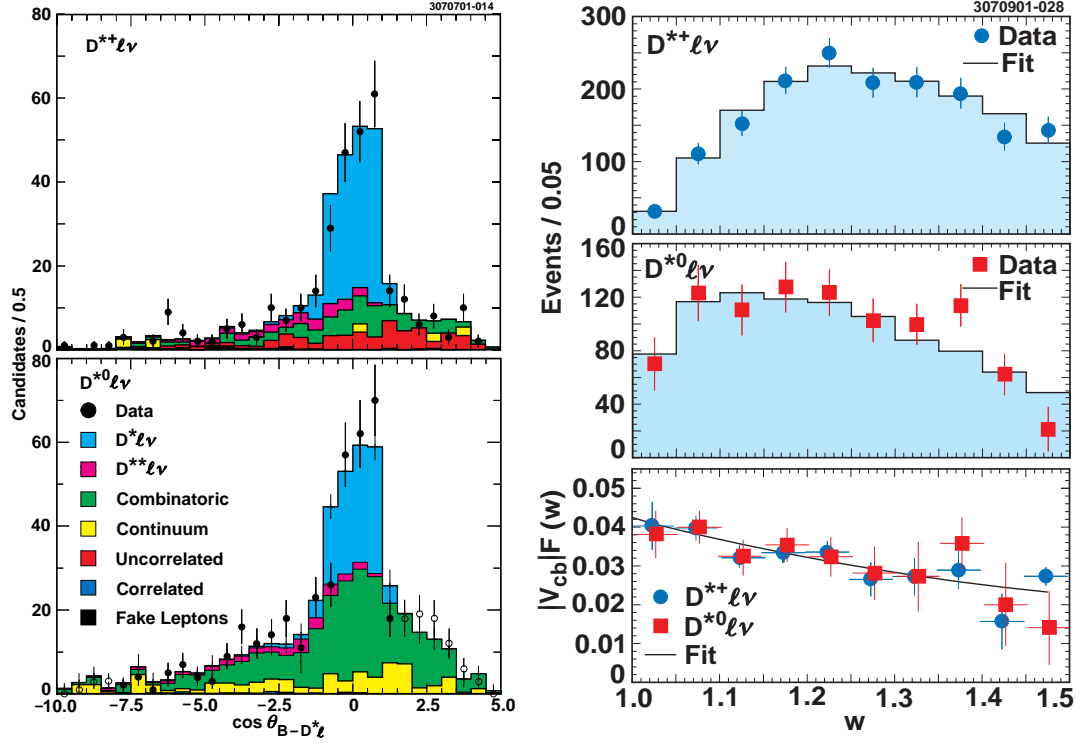 3070701-014
D*+ℓν
80
60
40
20
0
Candidates / 0.5
80
D*0ℓν
Data
D*ℓν
D**ℓν
Combinatoric
Continuum
Uncorrelated
Correlated
Fake Leptons
60
40
20
0
-10.0 -7.5 -5.0 -2.5 0 2.5 5.0
cos θB-D*ℓ
3070901-028
300
D*+ℓν
Data
Fit
200
100
0
Events / 0.05
160
D*0ℓν
Data
Fit
120
80
40
0
|Vcb|F (w)
0.05
0.04
0.03
0.02
0.01
0
D*+ℓν
D*0ℓν
Fit
1.0 1.1 1.2 1.3 1.4 1.5
w